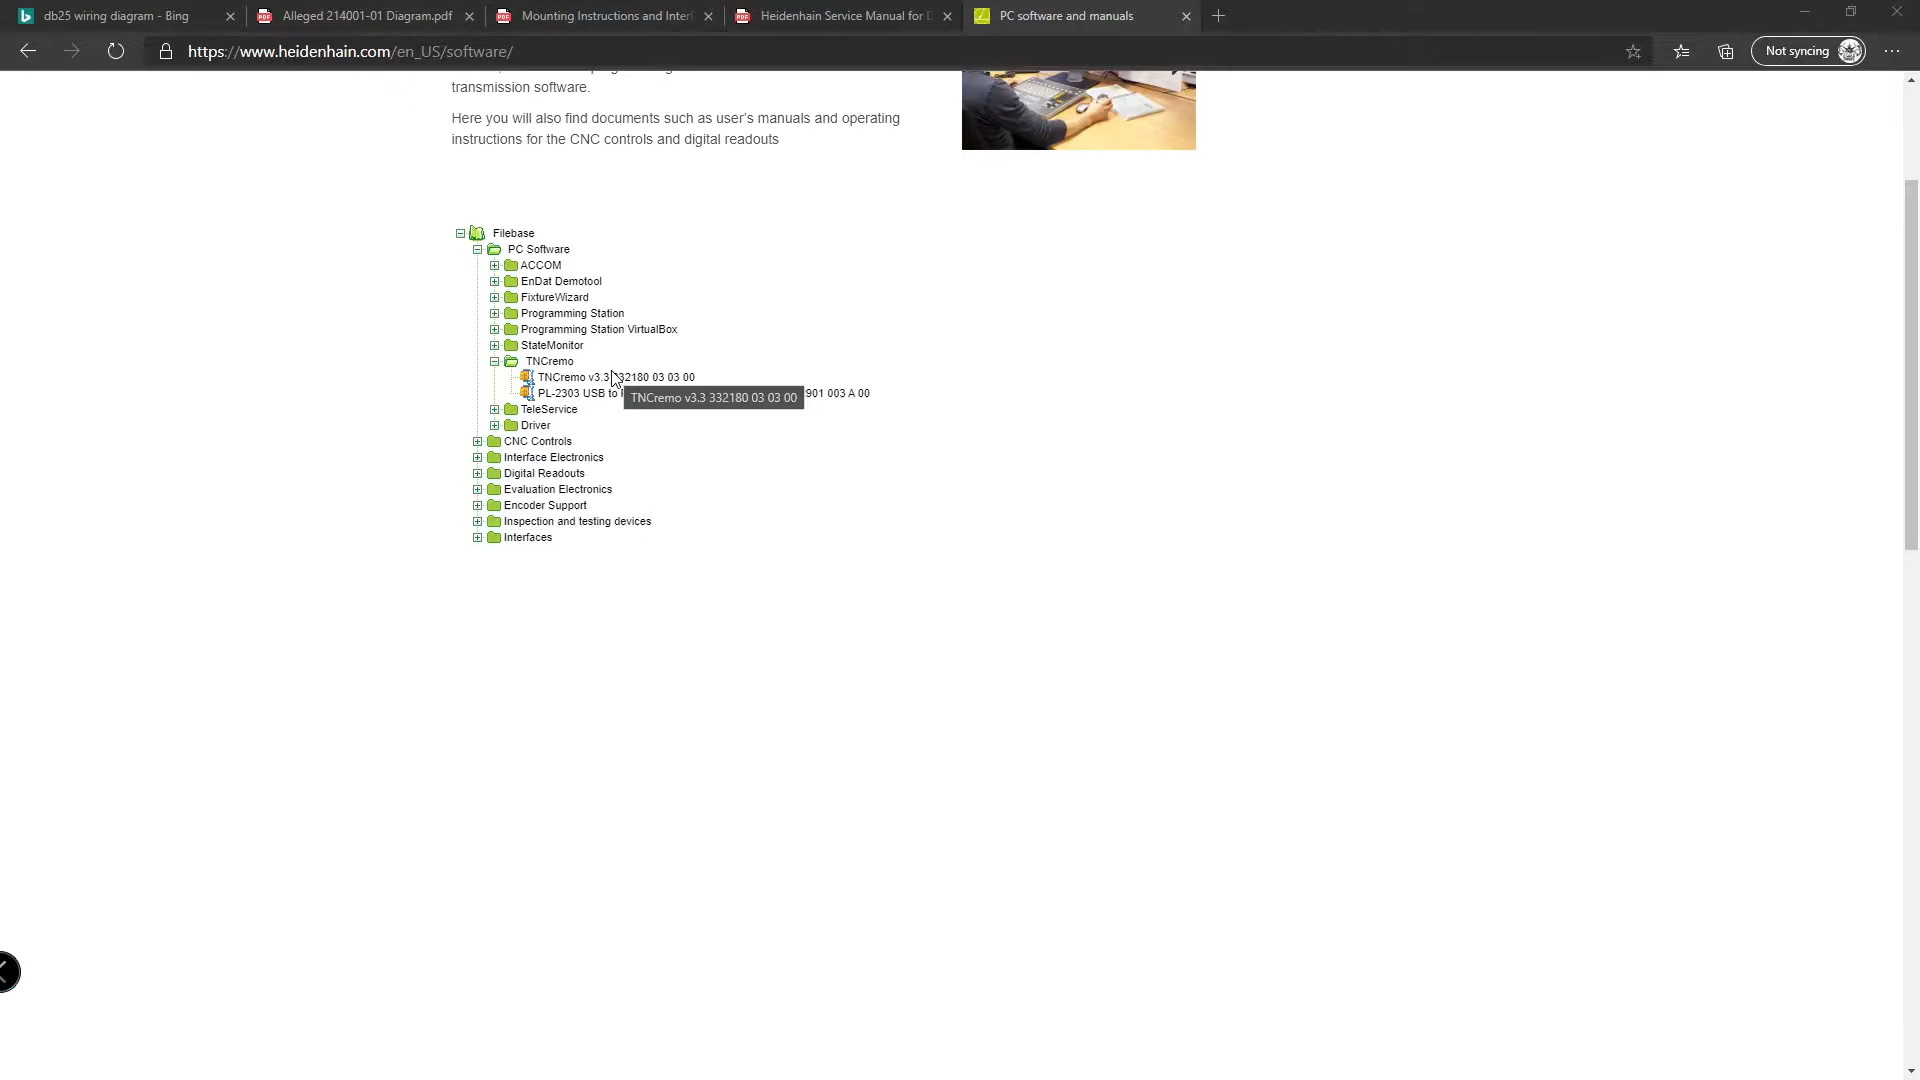 db25 wiring diagram - Bing
Alleged 214001-01 Diagram.pdf
Mounting Instructions and Inter
Heidenhain Service Manual for D
PC software and manuals
https://www.heidenhain.com/en_US/software/
Not syncing
transmission software.
Here you will also find documents such as user's manuals and operating
instructions for the CNC controls and digital readouts
Filebase
PC Software
ACCOM
EnDat Demotool
FixtureWizard
Programming Station
Programming Station VirtualBox
StateMonitor
TNCremo
TNCremo v3.3 332180 03 03 00
PL-2303 USB to 901 003 A 00
TNCremo v3.3 332180 03 03 00
TeleService
Driver
CNC Controls
Interface Electronics
Digital Readouts
Evaluation Electronics
Encoder Support
Inspection and testing devices
Interfaces